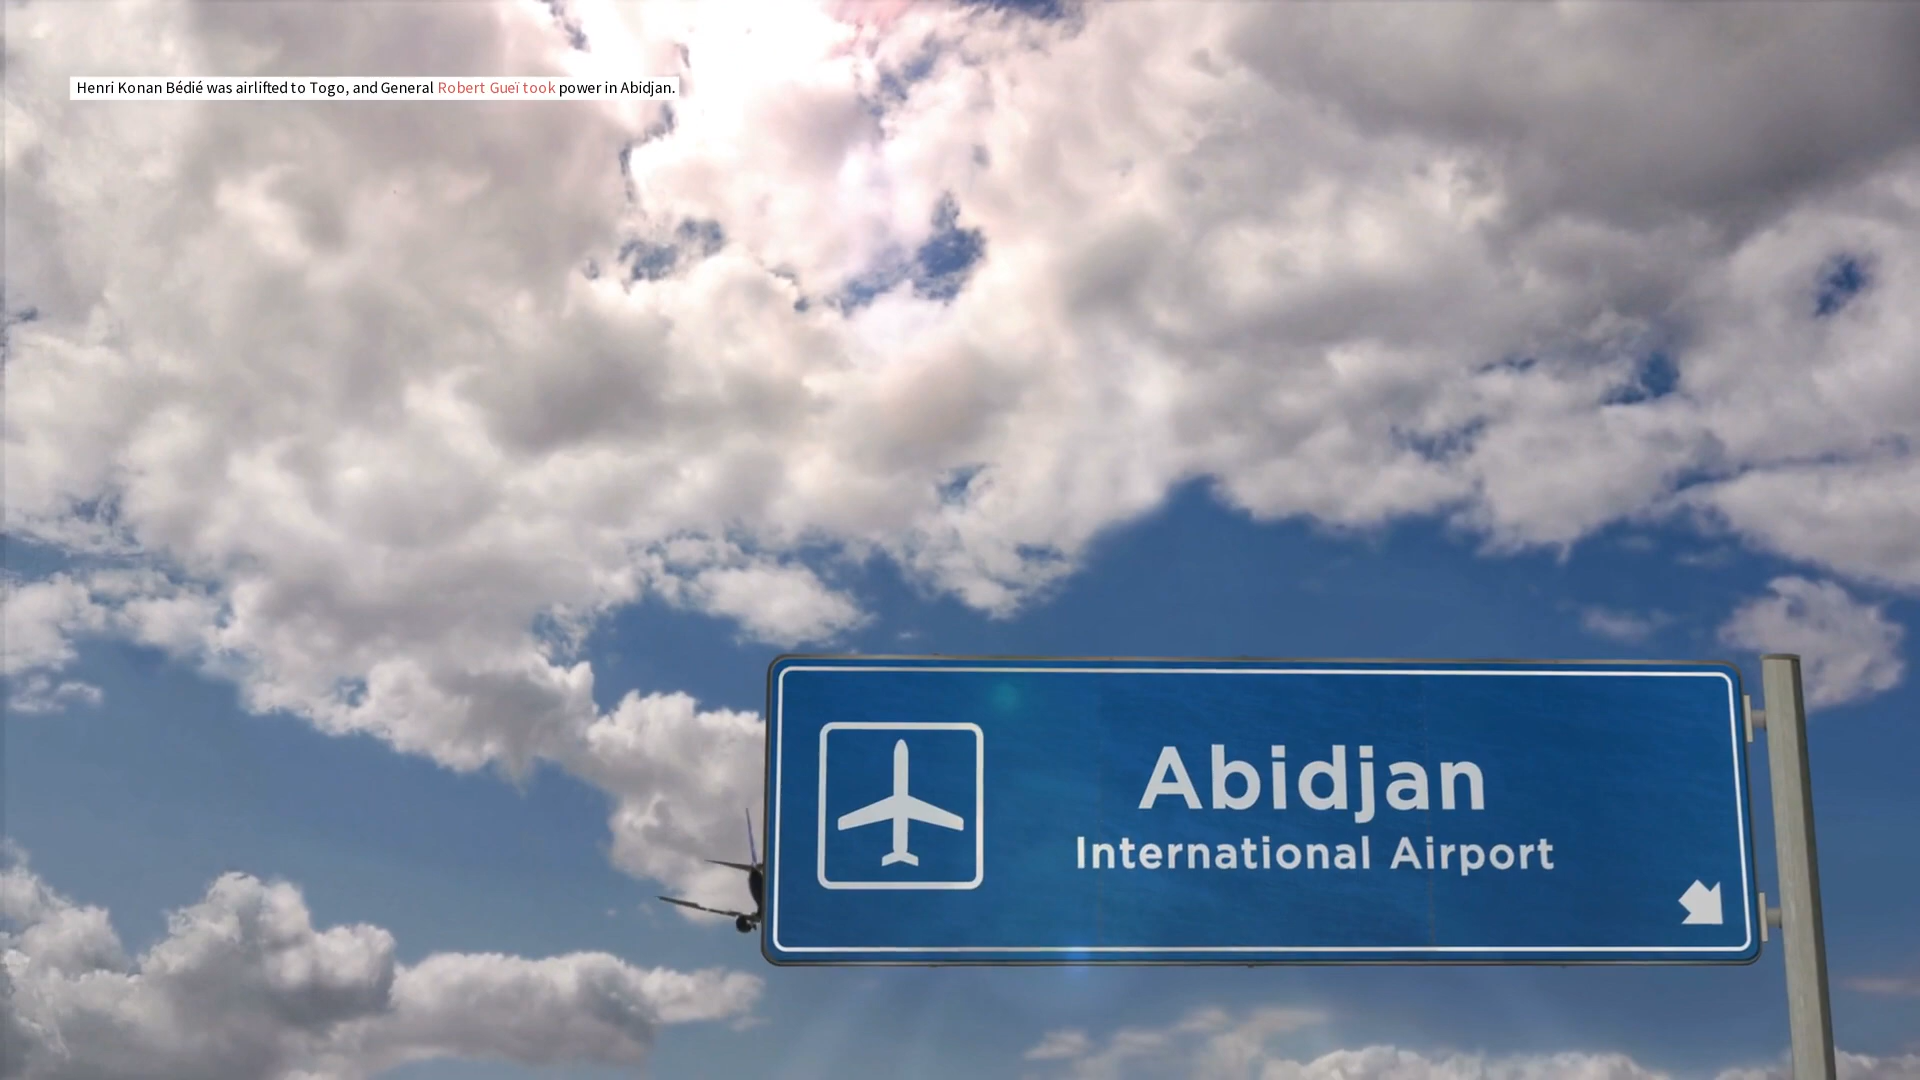 Henri Konan Bédié was airlifted to Togo, and General Robert Gueï took power in Abidjan.
Abidjan
International Airport